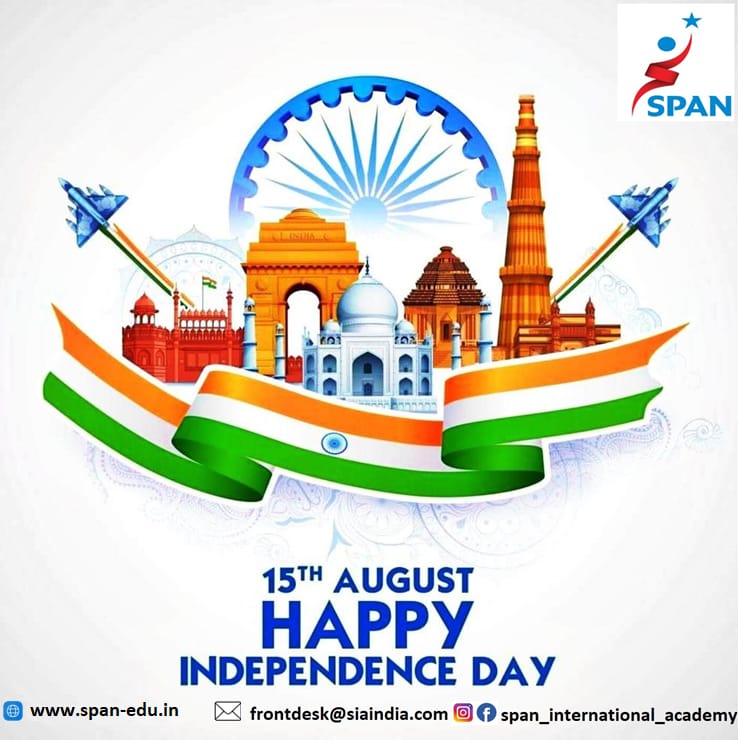 SPAN
INDIA
15TH AUGUST
HAPPY
INDEPENDENCE DAY
www.span-edu.in frontdesk@siaindia.com span_international_academy